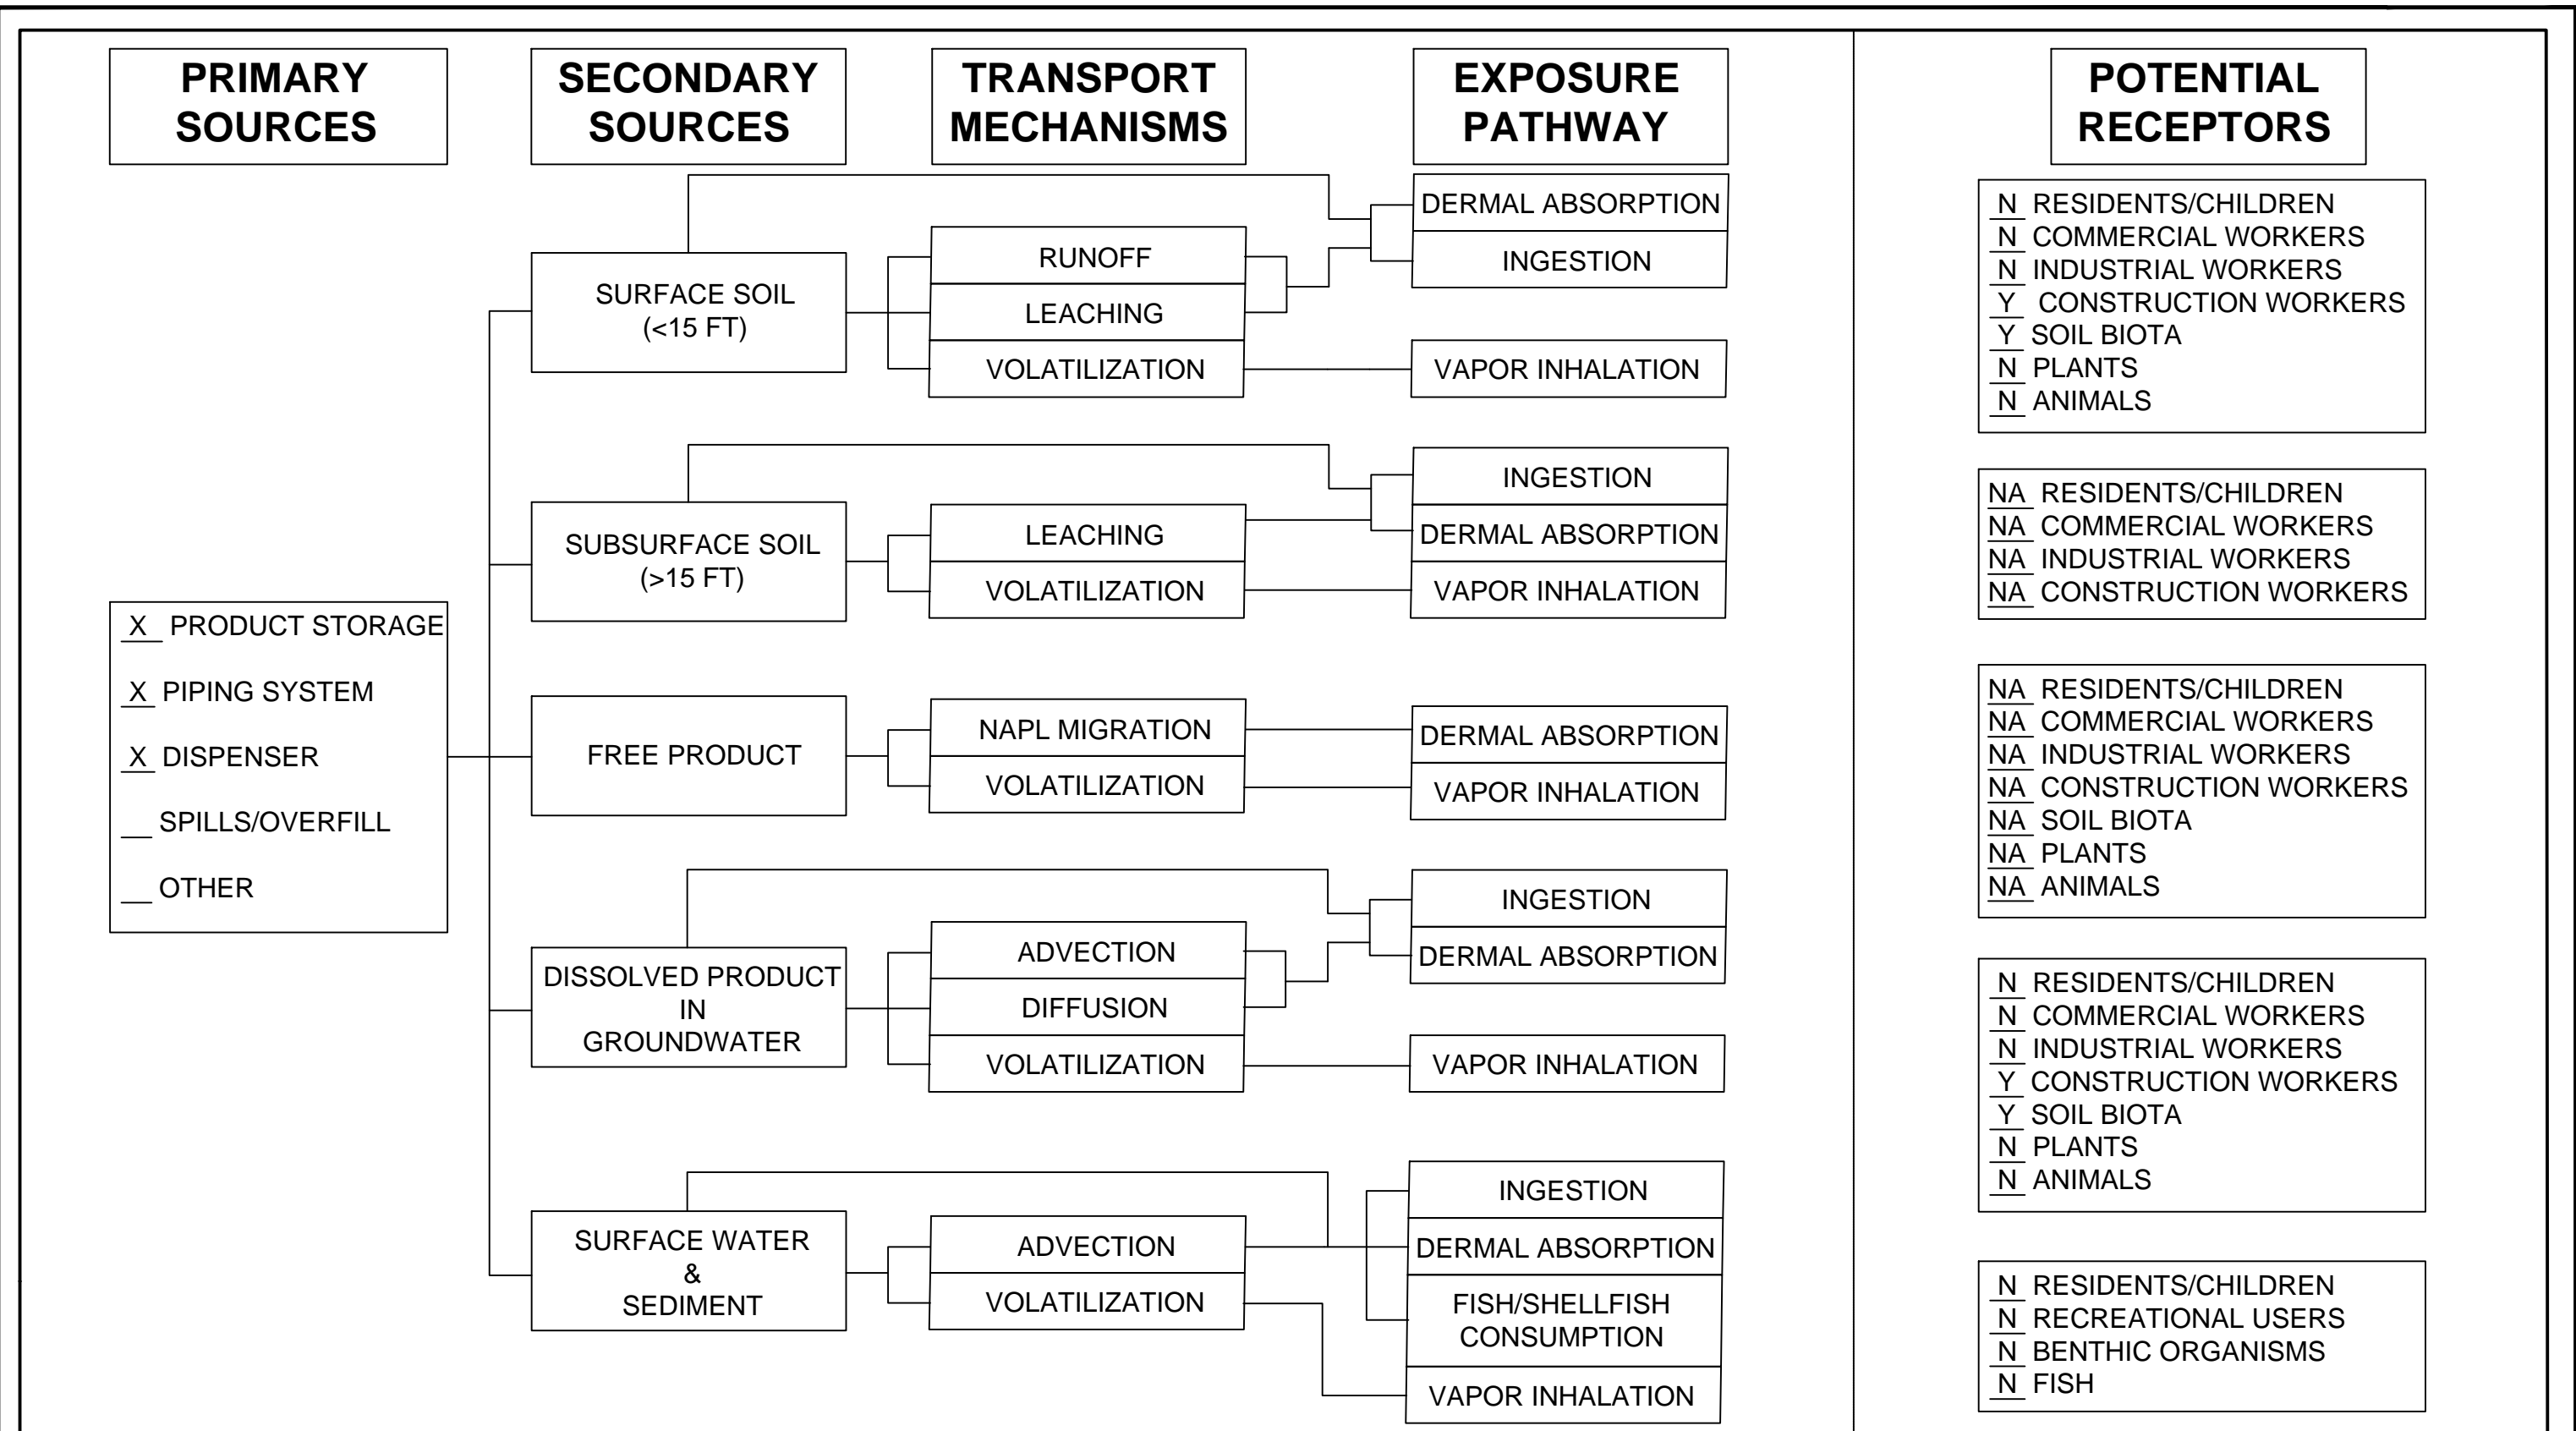 PRIMARY
SOURCES
SECONDARY
SOURCES
TRANSPORT
MECHANISMS
EXPOSURE
PATHWAY
POTENTIAL
RECEPTORS
X PRODUCT STORAGE
X PIPING SYSTEM
X DISPENSER
__ SPILLS/OVERFILL
__ OTHER
SURFACE SOIL
(<15 FT)
RUNOFF
LEACHING
VOLATILIZATION
DERMAL ABSORPTION
INGESTION
VAPOR INHALATION
N RESIDENTS/CHILDREN
N COMMERCIAL WORKERS
N INDUSTRIAL WORKERS
Y CONSTRUCTION WORKERS
Y SOIL BIOTA
N PLANTS
N ANIMALS
SUBSURFACE SOIL
(>15 FT)
LEACHING
VOLATILIZATION
INGESTION
DERMAL ABSORPTION
VAPOR INHALATION
NA RESIDENTS/CHILDREN
NA COMMERCIAL WORKERS
NA INDUSTRIAL WORKERS
NA CONSTRUCTION WORKERS
FREE PRODUCT
NAPL MIGRATION
VOLATILIZATION
DERMAL ABSORPTION
VAPOR INHALATION
NA RESIDENTS/CHILDREN
NA COMMERCIAL WORKERS
NA INDUSTRIAL WORKERS
NA CONSTRUCTION WORKERS
NA SOIL BIOTA
NA PLANTS
NA ANIMALS
DISSOLVED PRODUCT
IN
GROUNDWATER
ADVECTION
DIFFUSION
VOLATILIZATION
INGESTION
DERMAL ABSORPTION
VAPOR INHALATION
N RESIDENTS/CHILDREN
N COMMERCIAL WORKERS
N INDUSTRIAL WORKERS
Y CONSTRUCTION WORKERS
Y SOIL BIOTA
N PLANTS
N ANIMALS
SURFACE WATER
&
SEDIMENT
ADVECTION
VOLATILIZATION
INGESTION
DERMAL ABSORPTION
FISH/SHELLFISH
CONSUMPTION
VAPOR INHALATION
N RESIDENTS/CHILDREN
N RECREATIONAL USERS
N BENTHIC ORGANISMS
N FISH